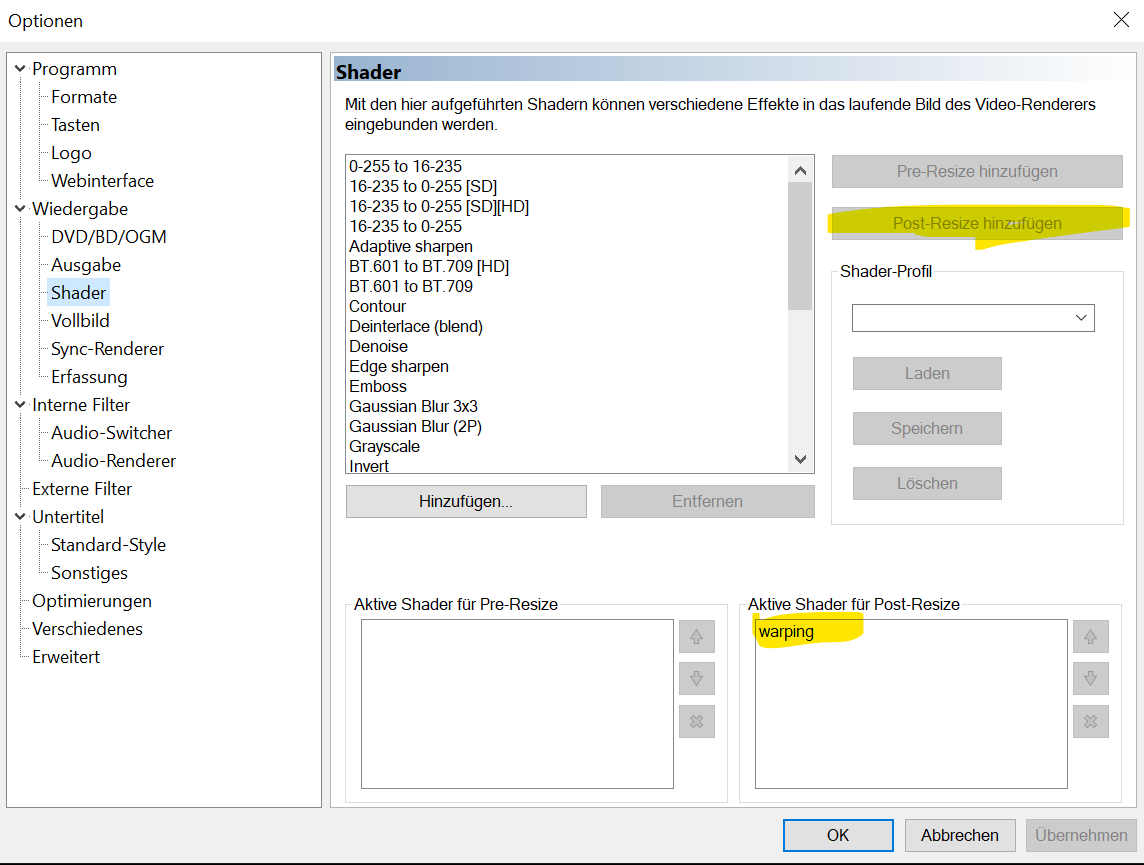 Optionen
Programm
Formate
Tasten
Logo
Webinterface
Wiedergabe
DVD/BD/OGM
Ausgabe
Shader
Vollbild
Sync-Renderer
Erfassung
Interne Filter
Audio-Switcher
Audio-Renderer
Externe Filter
Untertitel
Standard-Style
Sonstiges
Optimierungen
Verschiedenes
Erweitert
Shader
Mit den hier aufgeführten Shadern können verschiedene Effekte in das laufende Bild des Video-Renderers
eingebunden werden.
0-255 to 16-235
16-235 to 0-255 [SD]
16-235 to 0-255 [SD][HD]
16-235 to 0-255
Adaptive sharpen
BT.601 to BT.709 [HD]
BT.601 to BT.709
Contour
Deinterlace (blend)
Denoise
Edge sharpen
Emboss
Gaussian Blur 3x3
Gaussian Blur (2P)
Grayscale
Invert
Hinzufügen...
Entfernen
Pre-Resize hinzufügen
Post-Resize hinzufügen
Shader-Profil
Laden
Speichern
Löschen
Aktive Shader für Pre-Resize
Aktive Shader für Post-Resize
warping
OK
Abbrechen
Übernehmen